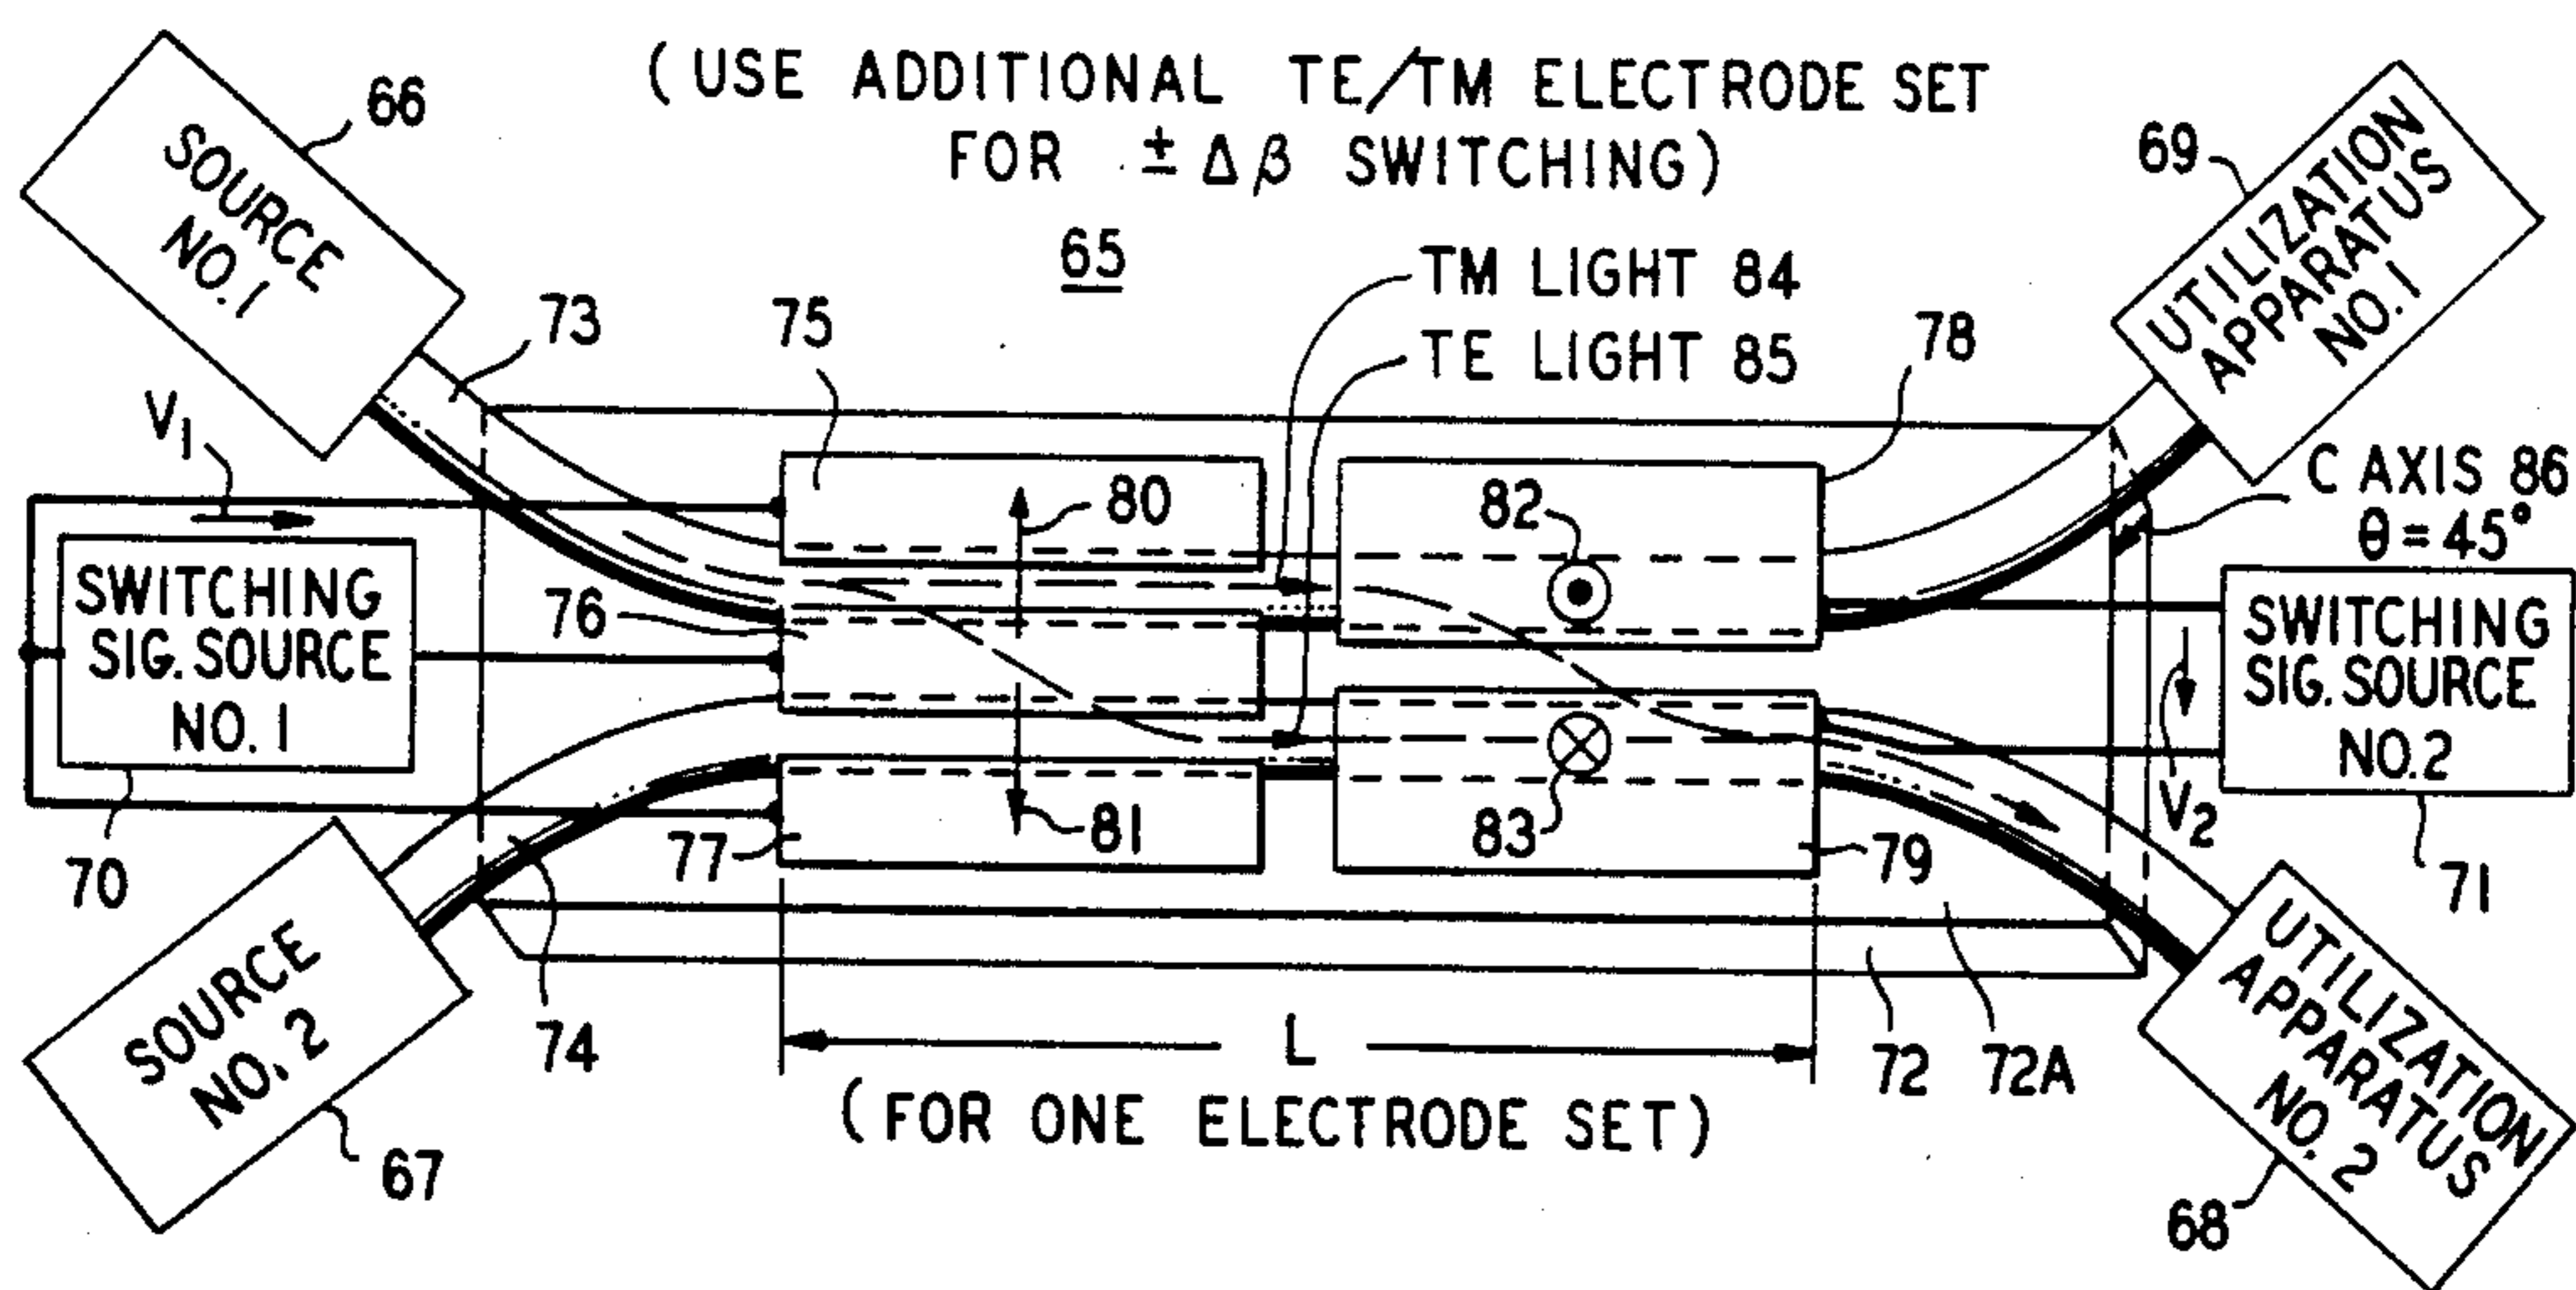 (USE ADDITIONAL TE/TM ELECTRODE SET
FOR ± Δβ SWITCHING)
65
66
SOURCE
NO.1
73
75
TM LIGHT 84
TE LIGHT 85
78
69
UTILIZATION
APPARATUS
NO.1
V1
C AXIS 86
θ = 45°
80
82
76
SWITCHING
SIG. SOURCE
NO. 1
70
SWITCHING
SIG. SOURCE
NO.2
71
V2
77
81
83
79
SOURCE
NO. 2
67
74
L
(FOR ONE ELECTRODE SET)
72
72A
UTILIZATION
APPARATUS
NO. 2
68